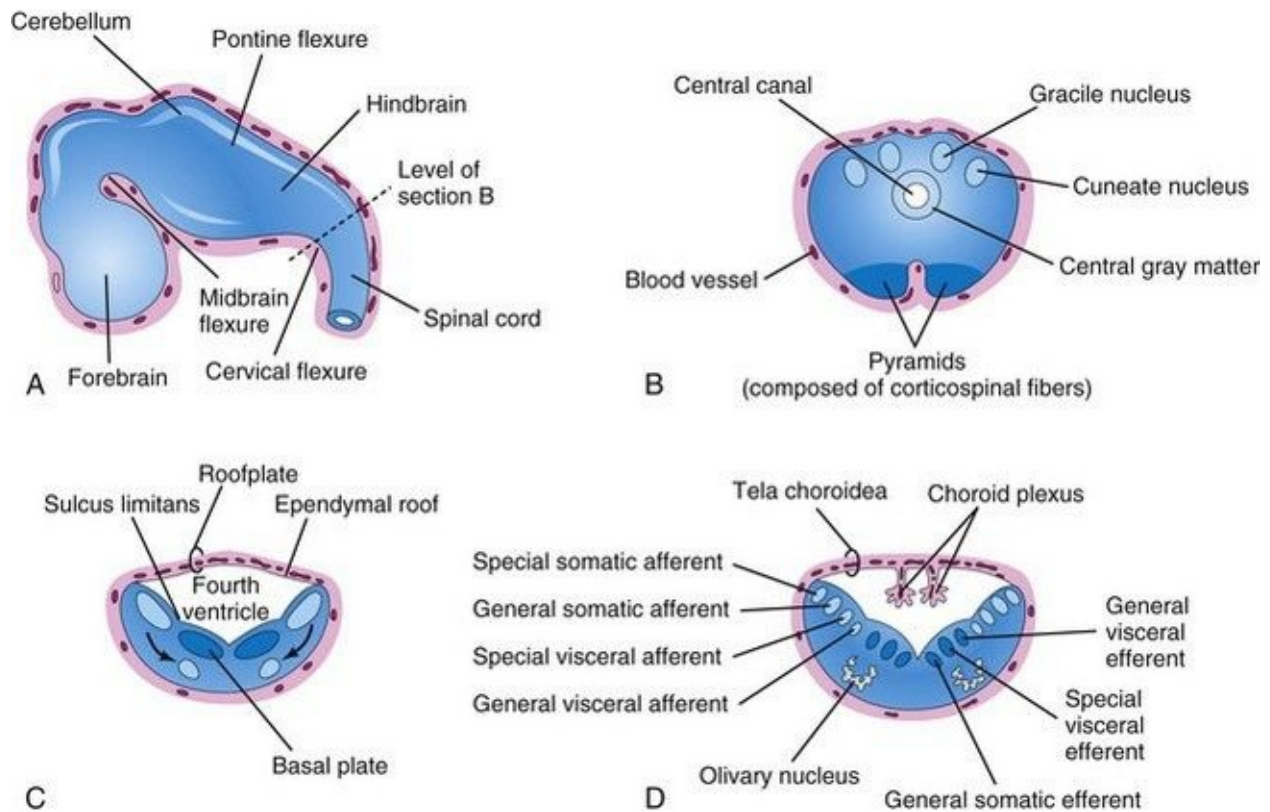 Cerebellum
Pontine flexure
Hindbrain
Level of
section B
Midbrain
flexure
Spinal cord
Forebrain
Cervical flexure
A
Central canal
Gracile nucleus
Cuneate nucleus
Blood vessel
Central gray matter
Pyramids
(composed of corticospinal fibers)
B
Roofplate
Sulcus limitans
Ependymal roof
Fourth
ventricle
Basal plate
C
Tela choroidea
Choroid plexus
Special somatic afferent
General somatic afferent
Special visceral afferent
General visceral afferent
General
visceral
efferent
Special
visceral
efferent
Olivary nucleus
General somatic efferent
D